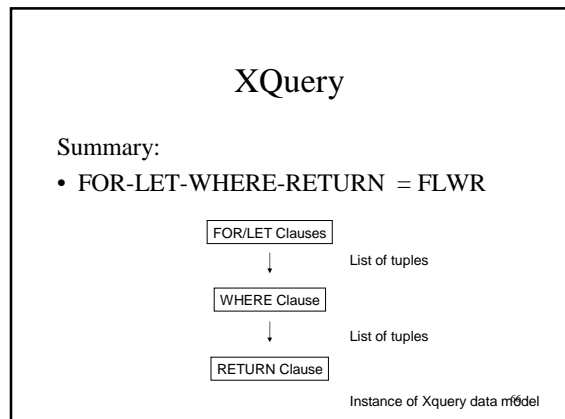 XQuery
Summary:
• FOR-LET-WHERE-RETURN = FLWR
FOR/LET Clauses
List of tuples
WHERE Clause
List of tuples
RETURN Clause
Instance of Xquery data model